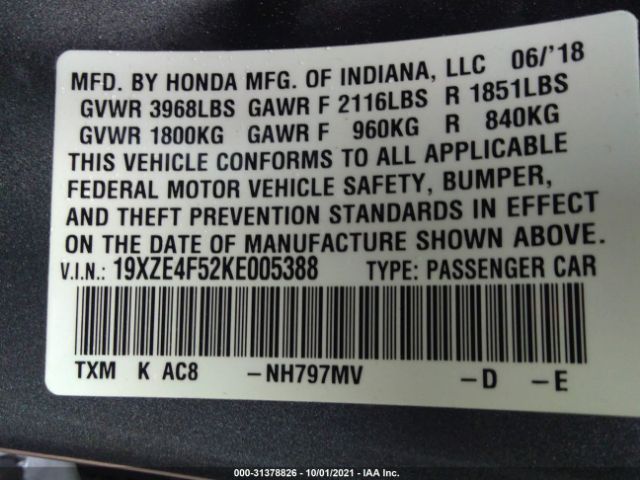 MFD. BY HONDA MFG. OF INDIANA, LLC 06/'18
GVWR 3968LBS GAWR F 2116LBS R 1851LBS
GVWR 1800KG GAWR F 960KG R 840KG
THIS VEHICLE CONFORMS TO ALL APPLICABLE
FEDERAL MOTOR VEHICLE SAFETY, BUMPER,
AND THEFT PREVENTION STANDARDS IN EFFECT
ON THE DATE OF MANUFACTURE SHOWN ABOVE.
V.I.N.: 19XZE4F52KE005388 TYPE: PASSENGER CAR
TXM K AC8 –NH797MV –D –E
000-31378826 - 10/01/2021 - IAA Inc.